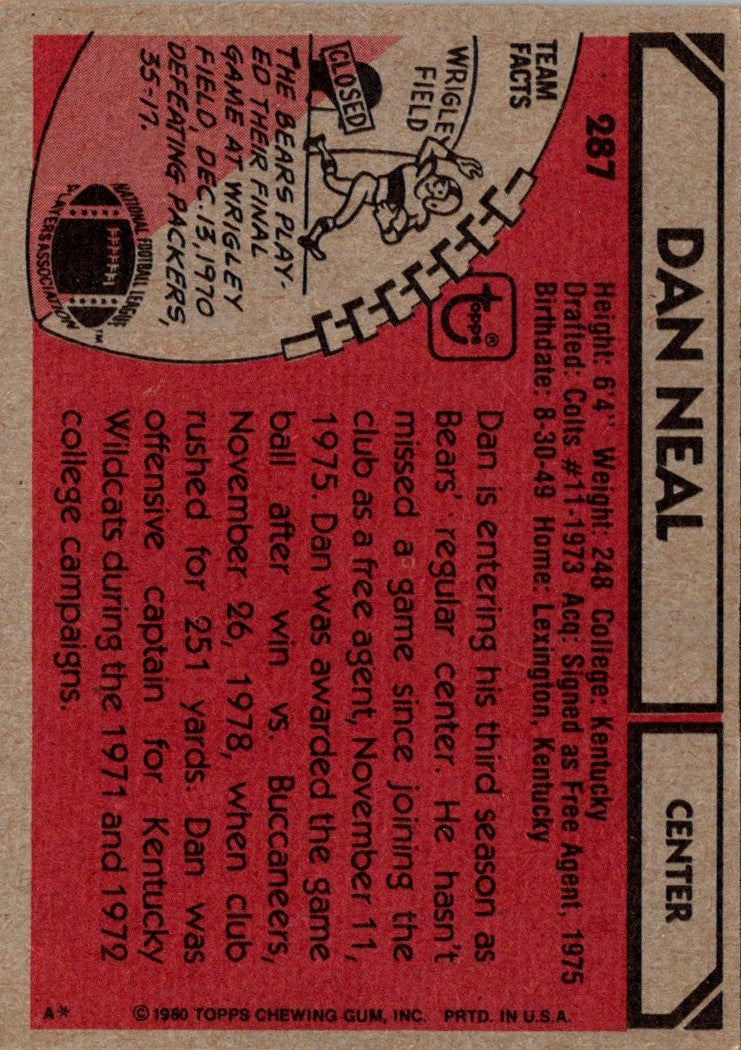 DAN NEAL
CENTER
287
Height: 6'4" Weight: 248 College: Kentucky
Drafted: Colts #11-1973 Acq: Signed as Free Agent, 1975
Birthdate: 8-30-49 Home: Lexington, Kentucky
TEAM
FACTS
WRIGLEY
FIELD
CLOSED
THE BEARS PLAY-
ED THEIR FINAL
GAME AT WRIGLEY
FIELD, DEC. 13, 1970
DEFEATING PACKERS,
35-17.
NATIONAL FOOTBALL LEAGUE
PLAYERS ASSOCIATION
™
topps®
Dan is entering his third season as
Bears' regular center. He hasn't
missed a game since joining the
club as a free agent, November 11,
1975. Dan was awarded the game
ball after win vs. Buccaneers,
November 26, 1978, when club
rushed for 251 yards. Dan was
offensive captain for Kentucky
Wildcats during the 1971 and 1972
college campaigns.
A* © 1980 TOPPS CHEWING GUM, INC. PRTD. IN U.S.A.